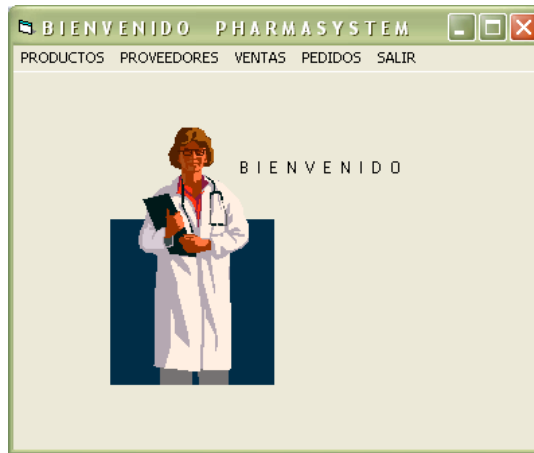 BIENVENIDO PHARMASYSTEM
PRODUCTOS PROVEEDORES VENTAS PEDIDOS SALIR
BIENVENIDO